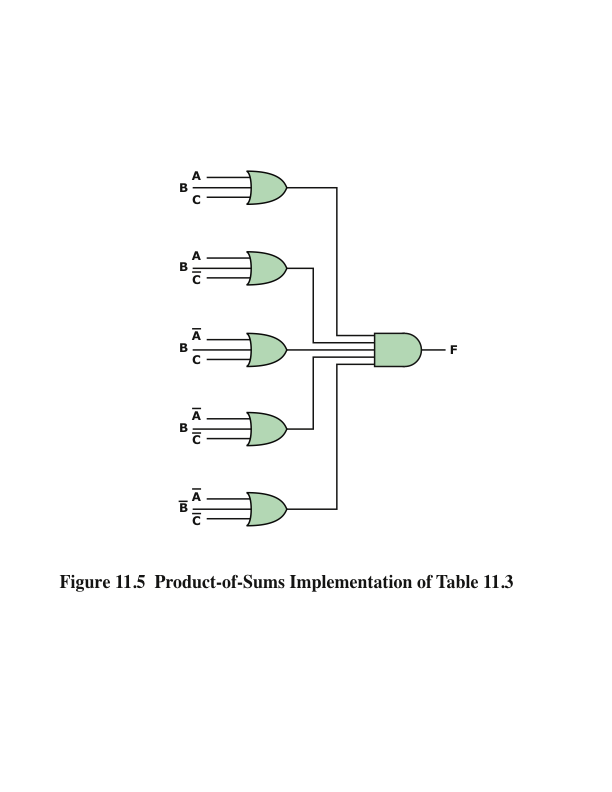 A
B
C
A
B
C̅
A̅
B
C
F
A̅
B
C̅
A̅
B̅
C̅
Figure 11.5 Product-of-Sums Implementation of Table 11.3